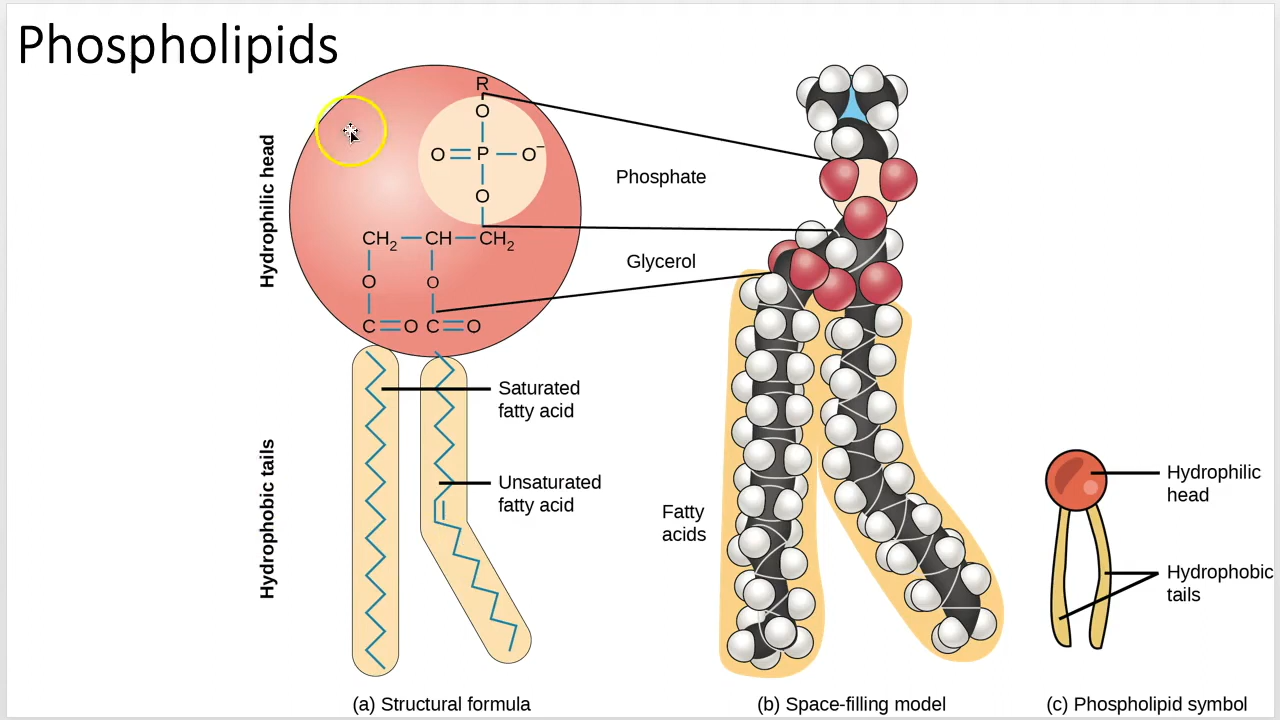 Phospholipids
Hydrophilic head
R
O
O P O−
O
CH2 CH CH2
O O
C O C O
Hydrophobic tails
Saturated
fatty acid
Unsaturated
fatty acid
(a) Structural formula
Phosphate
Glycerol
Fatty
acids
(b) Space-filling model
Hydrophilic
head
Hydrophobic
tails
(c) Phospholipid symbol